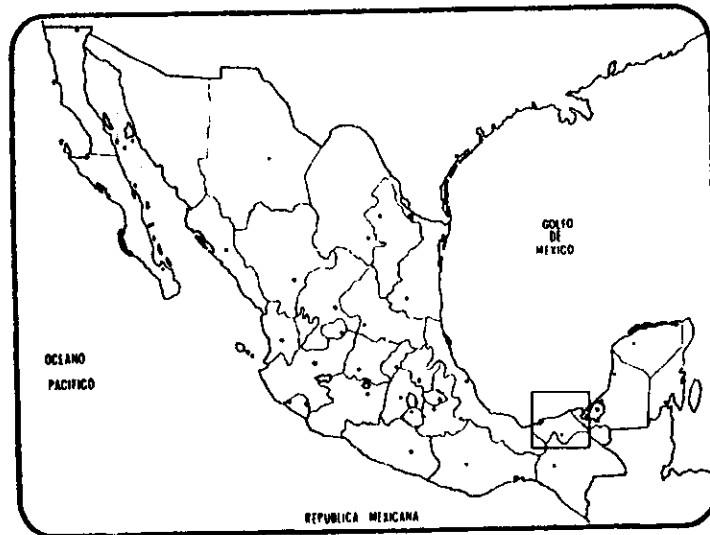 GOLFO
DE
MEXICO
OCEANO
PACIFICO
REPUBLICA MEXICANA